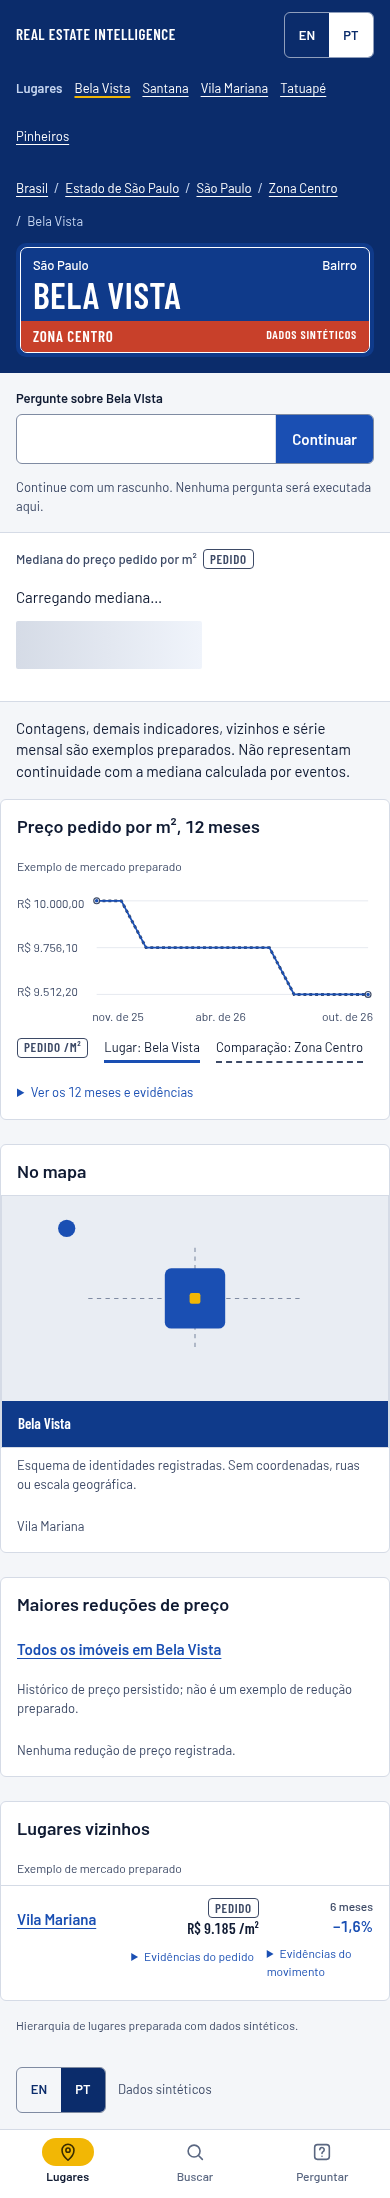 REAL ESTATE INTELLIGENCE
EN PT
Lugares Bela Vista Santana Vila Mariana Tatuapé
Pinheiros
Brasil / Estado de São Paulo / São Paulo / Zona Centro
/ Bela Vista
São Paulo Bairro
BELA VISTA
ZONA CENTRO DADOS SINTÉTICOS
Pergunte sobre Bela Vista
Continuar
Continue com um rascunho. Nenhuma pergunta será executada
aqui.
Mediana do preço pedido por m² PEDIDO
Carregando mediana...
Contagens, demais indicadores, vizinhos e série
mensal são exemplos preparados. Não representam
continuidade com a mediana calculada por eventos.
Preço pedido por m², 12 meses
Exemplo de mercado preparado
R$ 10.000,00
R$ 9.756,10
R$ 9.512,20
nov. de 25 abr. de 26 out. de 26
PEDIDO /M² Lugar: Bela Vista Comparação: Zona Centro
Ver os 12 meses e evidências
No mapa
Bela Vista
Esquema de identidades registradas. Sem coordenadas, ruas
ou escala geográfica.
Vila Mariana
Maiores reduções de preço
Todos os imóveis em Bela Vista
Histórico de preço persistido; não é um exemplo de redução
preparado.
Nenhuma redução de preço registrada.
Lugares vizinhos
Exemplo de mercado preparado
Vila Mariana
PEDIDO
R$ 9.185 /m²
Evidências do pedido
6 meses
−1,6%
Evidências do
movimento
Hierarquia de lugares preparada com dados sintéticos.
EN PT Dados sintéticos
Lugares Buscar Perguntar